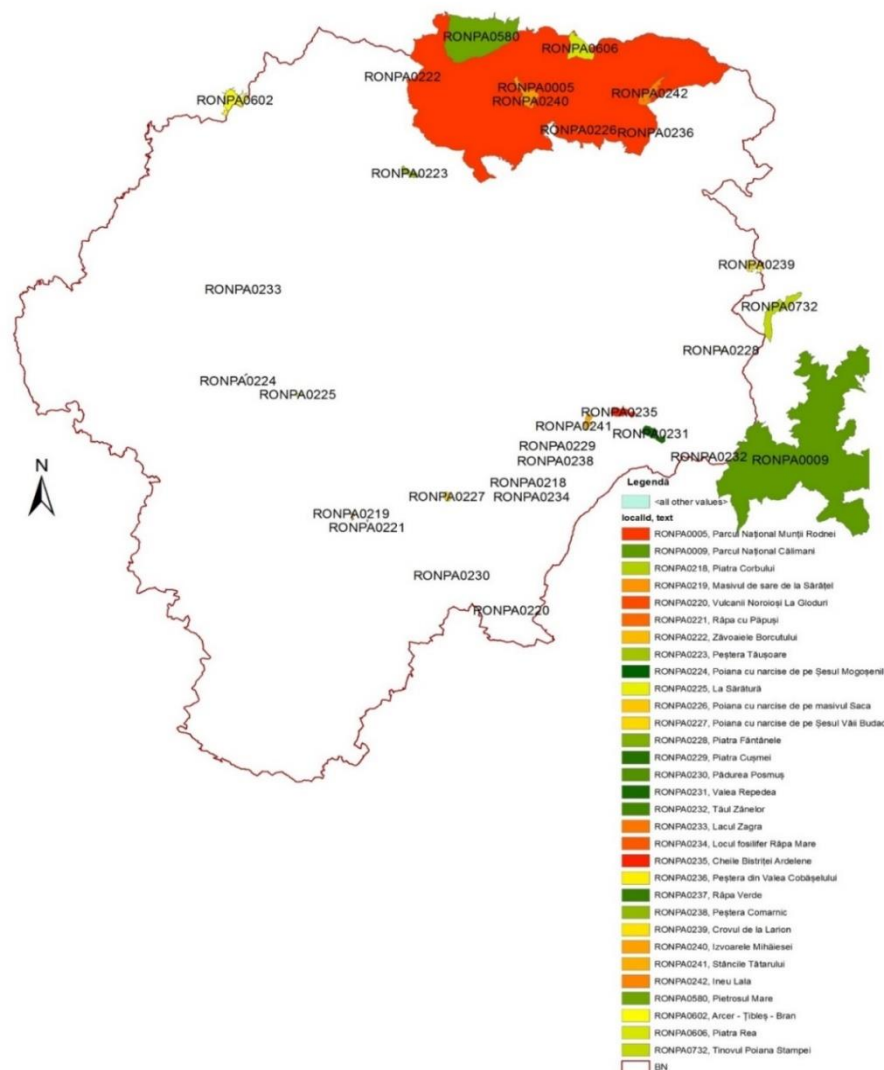 RONPA0580
RONPA0606
RONPA0222
RONPA0005
RONPA0242
RONPA0602
RONPA0240
RONPA0226
RONPA0236
RONPA0223
RONPA0239
RONPA0233
RONPA0732
RONPA0228
RONPA0224
RONPA0225
RONPA0235
RONPA0241
RONPA0231
RONPA0229
RONPA0232
RONPA0009
RONPA0238
N
RONPA0218
RONPA0227
RONPA0234
RONPA0219
RONPA0221
RONPA0230
RONPA0220
Legenda
<all other values>
localid, text
RONPA0005, Parcul Național Munții Rodnei
RONPA0009, Parcul National Călimani
RONPA0218, Piatra Corbului
RONPA0219, Masivul de sare de la Sărățel
RONPA0220, Vulcanii Noroioși La Gloduri
RONPA0221, Râpa cu Păpuși
RONPA0222, Zăvoaiele Borcutului
RONPA0223, Peștera Tăușoare
RONPA0224, Poiana cu narcise de pe Șesul Mogoșenil
RONPA0225, La Sărătură
RONPA0226, Poiana cu narcise de pe masivul Saca
RONPA0227, Poiana cu narcise de pe Șesul Văii Budac
RONPA0228, Piatra Fântânele
RONPA0229, Piatra Cușmei
RONPA0230, Pădurea Posmuș
RONPA0231, Valea Repedea
RONPA0232, Tăul Zânelor
RONPA0233, Lacul Zagra
RONPA0234, Locul fosilifer Râpa Mare
RONPA0235, Cheile Bistriței Ardelene
RONPA0236, Peștera din Valea Cobășelului
RONPA0237, Râpa Verde
RONPA0238, Peștera Comarnic
RONPA0239, Crovul de la Larion
RONPA0240, Izvoarele Mihăiesei
RONPA0241, Stâncile Tătarului
RONPA0242, Ineu Lala
RONPA0580, Pietrosul Mare
RONPA0602, Arcer - Țibleș - Bran
RONPA0606, Piatra Rea
RONPA0732, Tinovul Poiana Stampei
BN